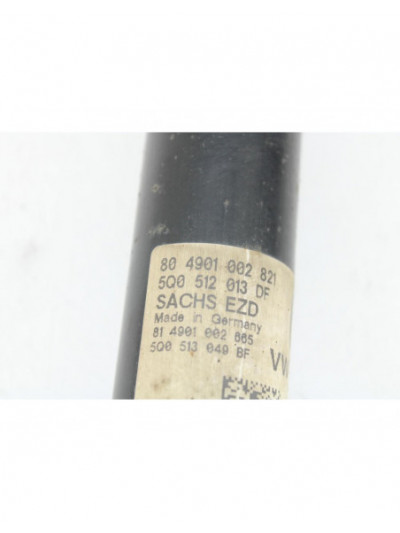 80 4901 002 821
5Q0 512 013 DF
SACHS EZD
Made in Germany
81 4901 002 865
5Q0 513 049 BF
VW